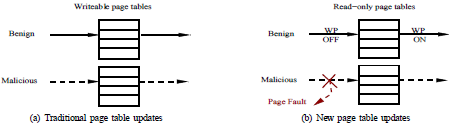 Writeable page tables
Benign
Malicious
(a) Traditional page table updates
Read-only page tables
Benign
WP
OFF
WP
ON
Malicious
Page Fault
(b) New page table updates